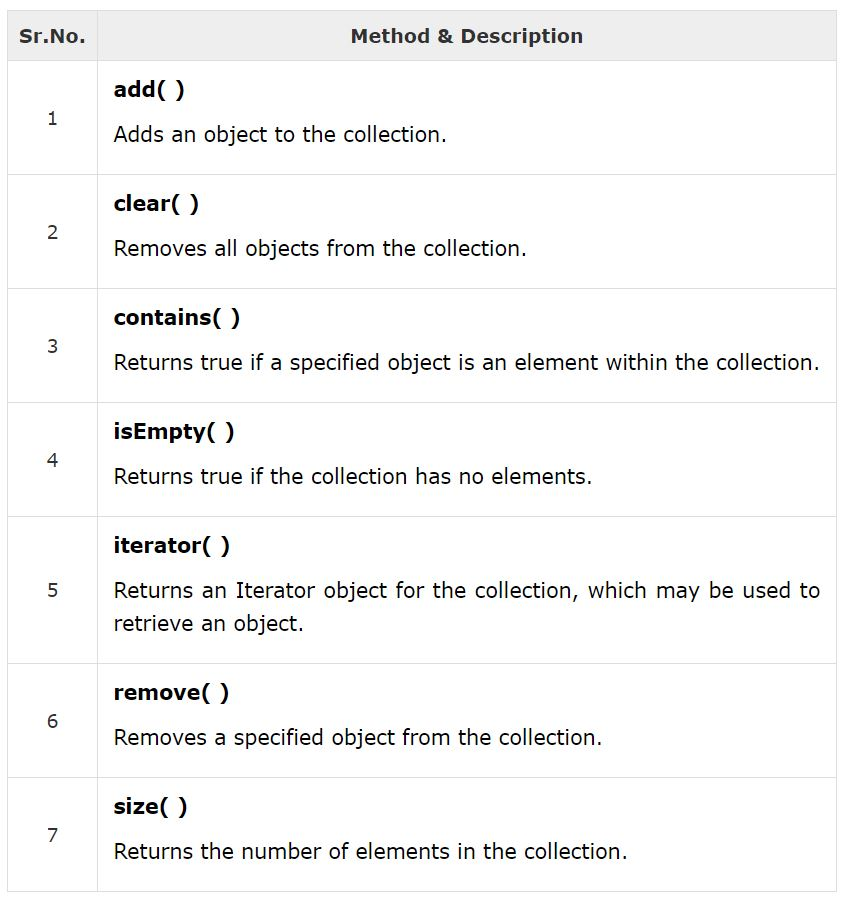 Sr.No. Method & Description
1
add( )
Adds an object to the collection.
2
clear( )
Removes all objects from the collection.
3
contains( )
Returns true if a specified object is an element within the collection.
4
isEmpty( )
Returns true if the collection has no elements.
5
iterator( )
Returns an Iterator object for the collection, which may be used to
retrieve an object.
6
remove( )
Removes a specified object from the collection.
7
size( )
Returns the number of elements in the collection.